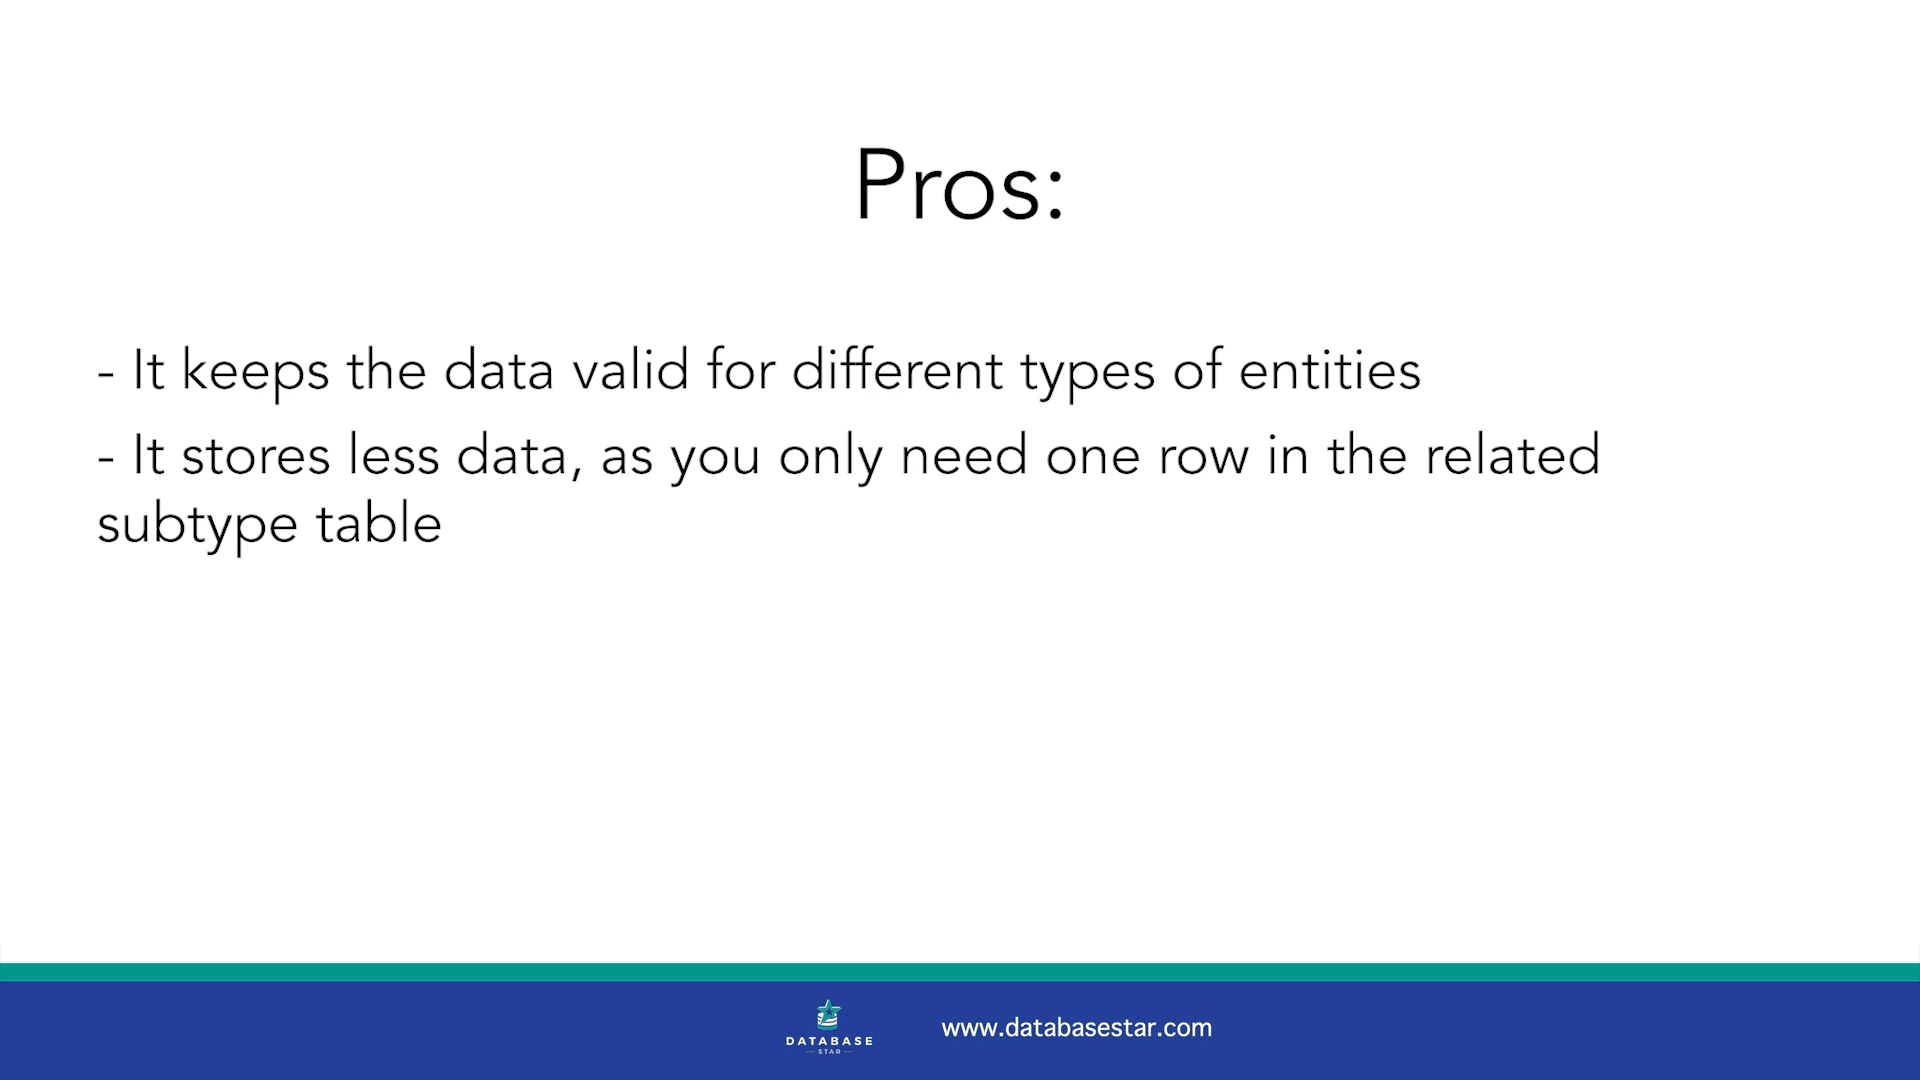 Pros:
- It keeps the data valid for different types of entities
- It stores less data, as you only need one row in the related
subtype table
DATABASE
STAR
www.databasestar.com